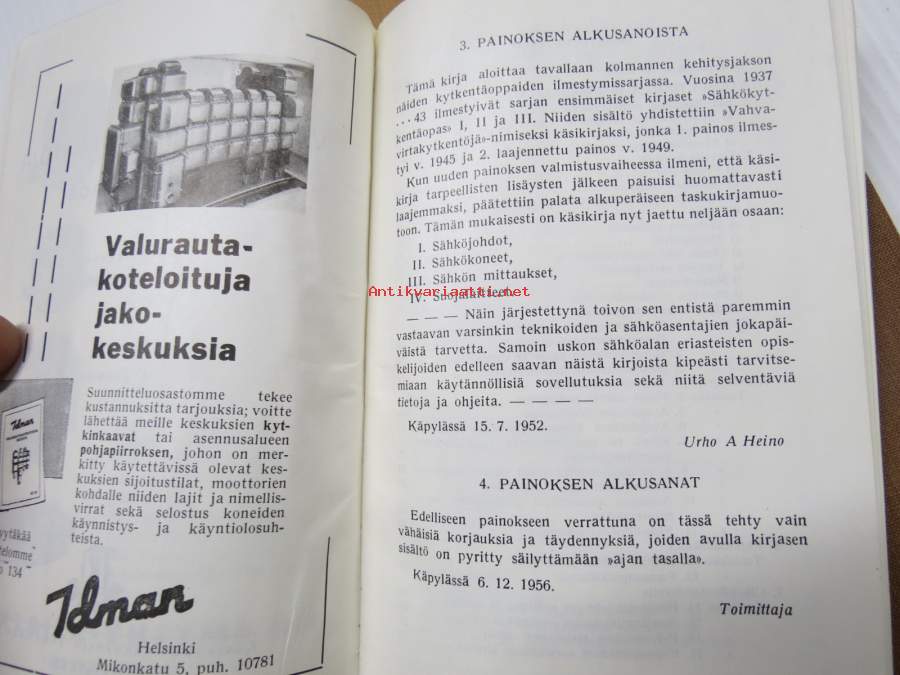 Valurauta-
koteloituja
jako-
keskuksia
Suunnitteluosastomme tekee
kustannuksitta tarjouksia; voitte
lähettää meille keskuksien kyt-
kinkaavat tai asennusalueen
pohjapiirroksen, johon on mer-
kitty käytettävissä olevat kes-
kuksien sijoitustilat, moottorien
kohdalle niiden lajit ja nimellis-
virrat sekä selostus koneiden
käynnistys- ja käyntiolosuh-
teista.
Idman
134
Idman
Helsinki
Mikonkatu 5, puh. 10781
3. PAINOKSEN ALKUSANOISTA
Tämä kirja aloittaa tavallaan kolmannen kehitysjakson
näiden kytkentäoppaiden ilmestymissarjassa. Vuosina 1937
...43 ilmestyivät sarjan ensimmäiset kirjaset »Sähkökyt-
kentäopas» I, II ja III. Niiden sisältö yhdistettiin »Vahva-
virtakytkentöjä»-nimiseksi käsikirjaksi, jonka 1. painos ilmes-
tyi v. 1945 ja 2. laajennettu painos v. 1949.
Kun uuden painoksen valmistusvaiheessa ilmeni, että käsi-
kirja tarpeellisten lisäysten jälkeen paisuisi huomattavasti
laajemmaksi, päätettiin palata alkuperäiseen taskukirjamuo-
toon. Tämän mukaisesti on käsikirja nyt jaettu neljään osaan:
I. Sähköjohdot,
II. Sähkökoneet,
III. Sähkön mittaukset,
IV. Suojalaitteet.
Antikvariaatti.net
— — — Näin järjestettynä toivon sen entistä paremmin
vastaavan varsinkin teknikoiden ja sähköasentajien jokapäi-
väistä tarvetta. Samoin uskon sähköalan eriasteisten opis-
kelijoiden edelleen saavan näistä kirjoista kipeästi tarvitse-
miaan käytännöllisiä sovellutuksia sekä niitä selventäviä
tietoja ja ohjeita. — — — —
Käpylässä 15. 7. 1952.
Urho A Heino
4. PAINOKSEN ALKUSANAT
Edelliseen painokseen verrattuna on tässä tehty vain
vähäisiä korjauksia ja täydennyksiä, joiden avulla kirjasen
sisältö on pyritty säilyttämään »ajan tasalla».
Käpylässä 6. 12. 1956.
Toimittaja